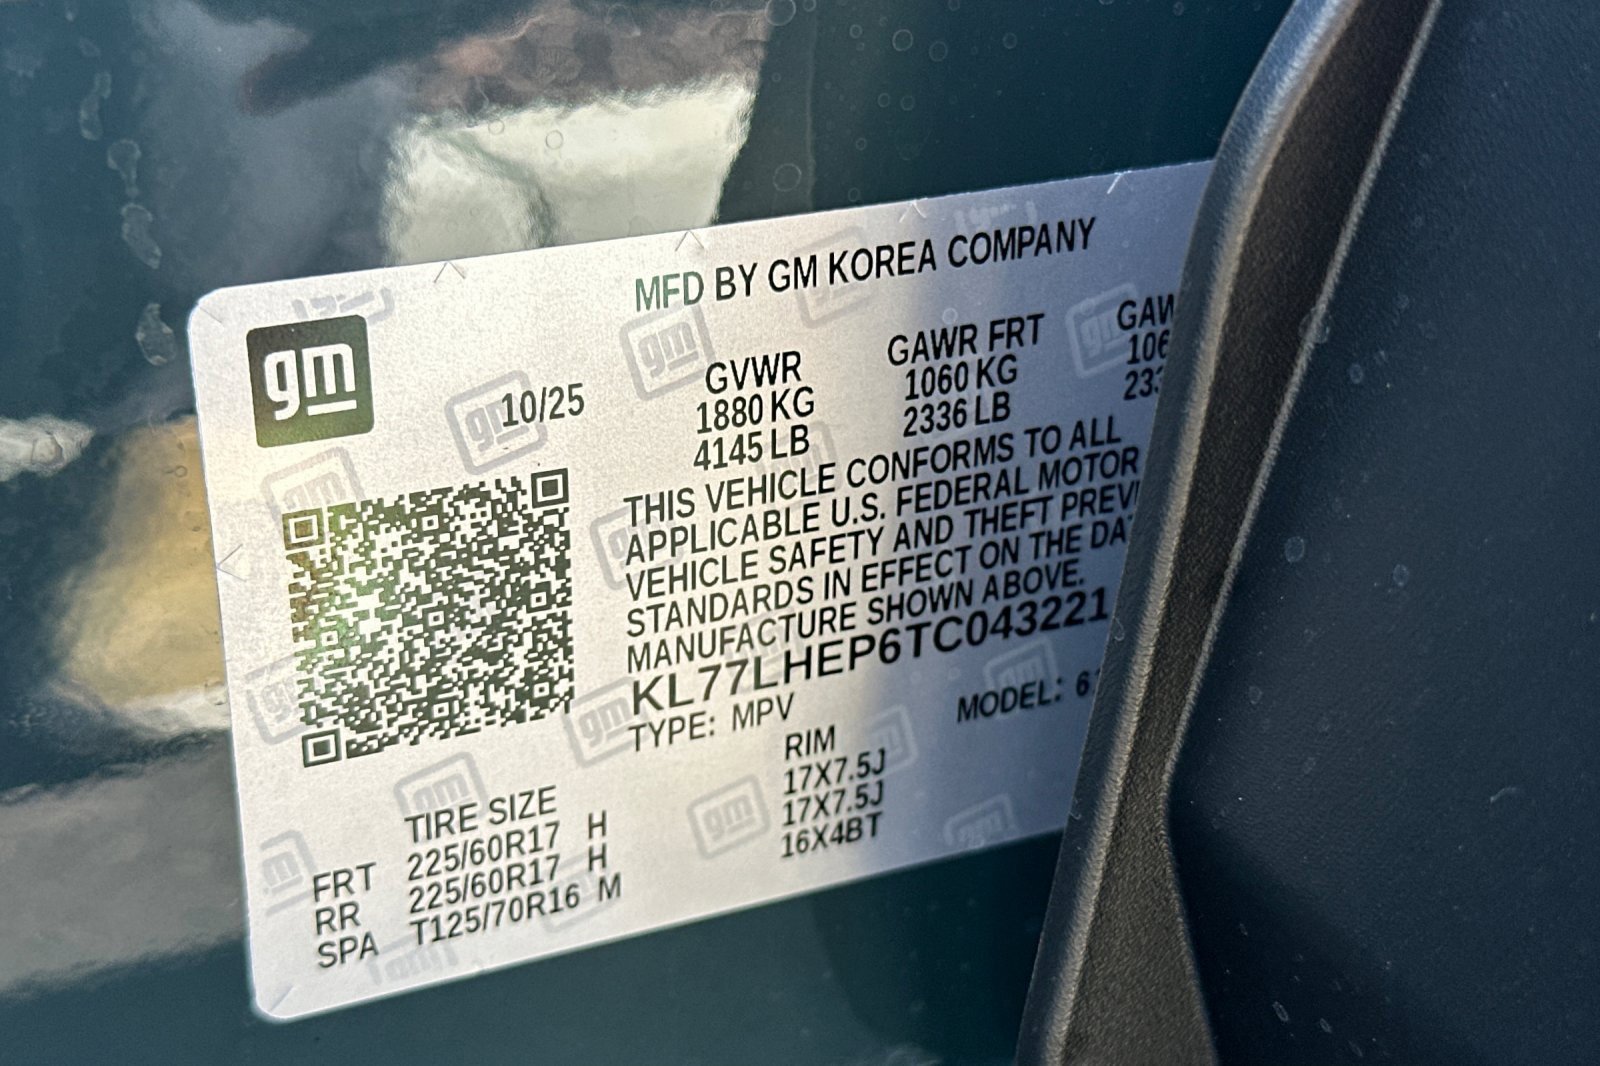 MFD BY GM KOREA COMPANY
gm
10/25
GVWR
1880 KG
4145 LB
GAWR FRT
1060 KG
2336 LB
THIS VEHICLE CONFORMS TO ALL
APPLICABLE U.S. FEDERAL MOTOR
VEHICLE SAFETY AND THEFT
STANDARDS IN EFFECT ON THE
MANUFACTURE SHOWN ABOVE.
KL77LHEP6TC043221
TYPE: MPV
MODEL:
TIRE SIZE
RIM
FRT 225/60R17 H 17X7.5J
RR 225/60R17 H 17X7.5J
SPA T125/70R16 M 16X4BT